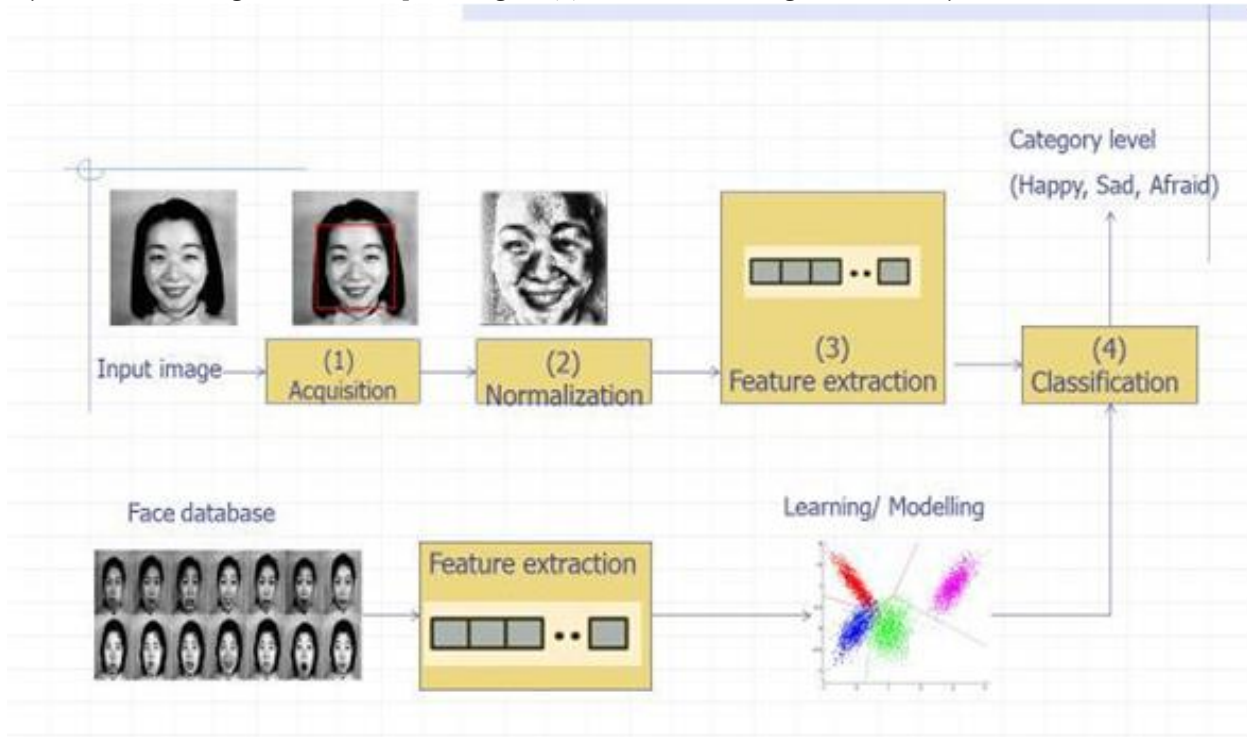 Category level
(Happy, Sad, Afraid)
Input image
(1)
Acquisition
(2)
Normalization
(3)
Feature extraction
(4)
Classification
Face database
Feature extraction
Learning/ Modelling